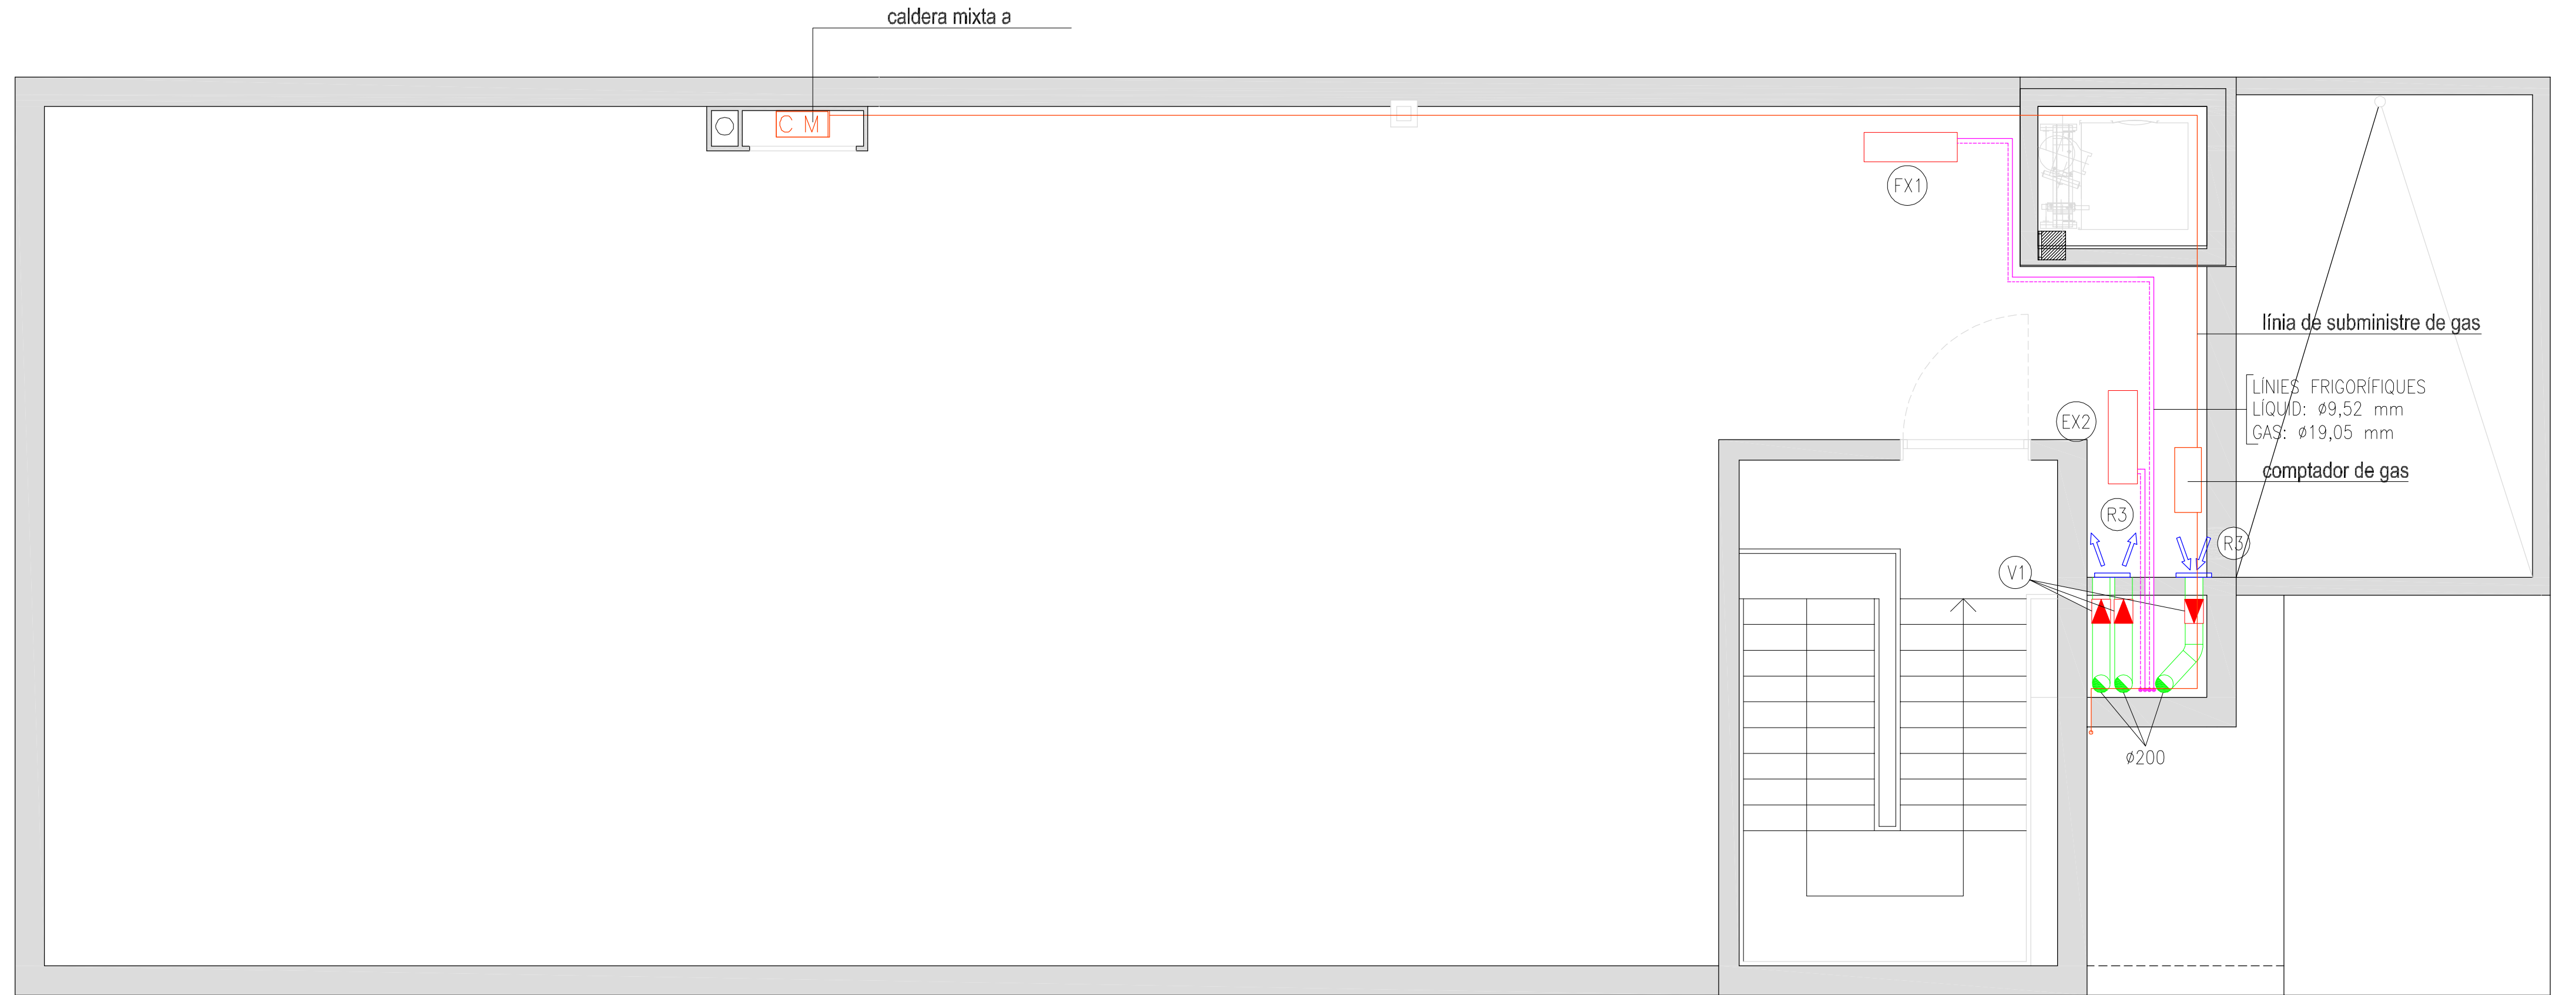 caldera mixta a
C M
FX1
línia de subministre de gas
LÍNIES FRIGORÍFIQUES
LÍQUID: ø9,52 mm
GAS: ø19,05 mm
EX2
comptador de gas
R3
R3
V1
ø200